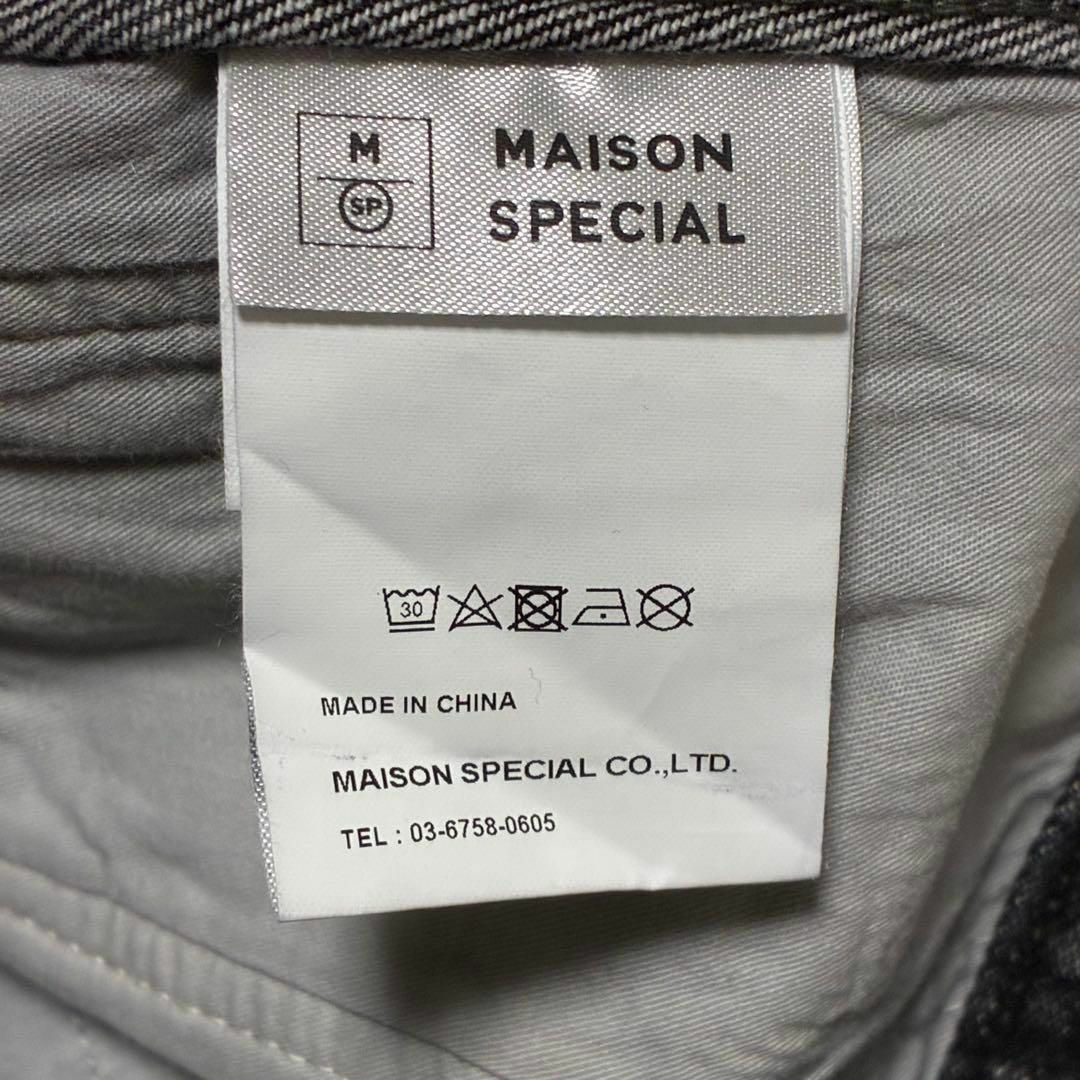 M
SP
MAISON
SPECIAL
30
MADE IN CHINA
MAISON SPECIAL CO.,LTD.
TEL : 03-6758-0605